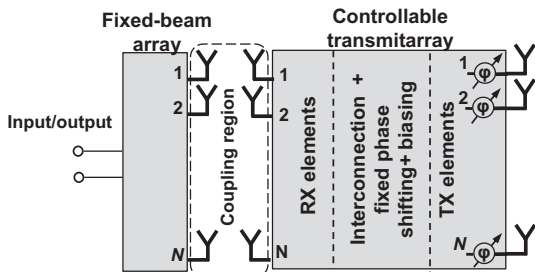 Fixed-beam
array
Controllable
transmitarray
Input/output
1
2
N
Coupling region
1
2
N
RX elements
Interconnection +
fixed phase
shifting+ biasing
TX elements
1
φ
2
φ
N
φ